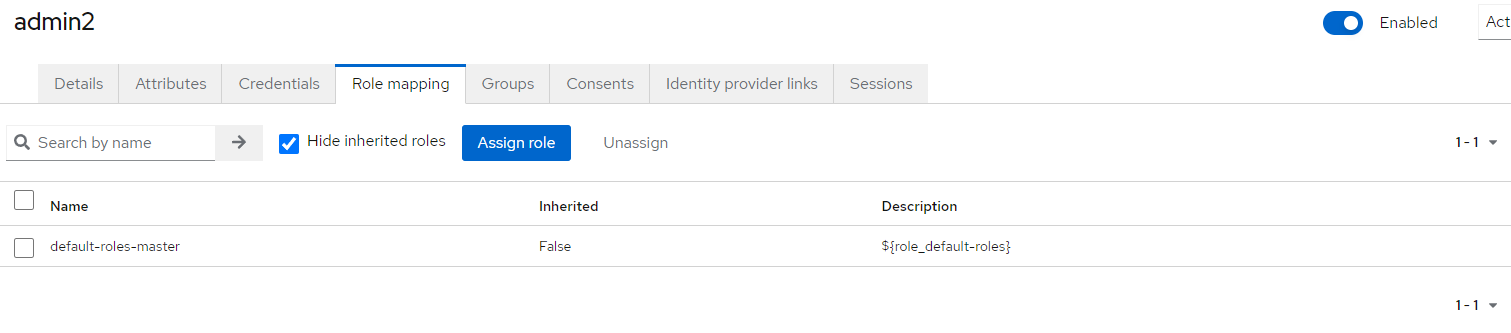 admin2
Enabled
Act
Details Attributes Credentials Role mapping Groups Consents Identity provider links Sessions
Search by name Hide inherited roles Assign role Unassign 1 - 1
Name Inherited Description
default-roles-master False ${role_default-roles}
1 - 1